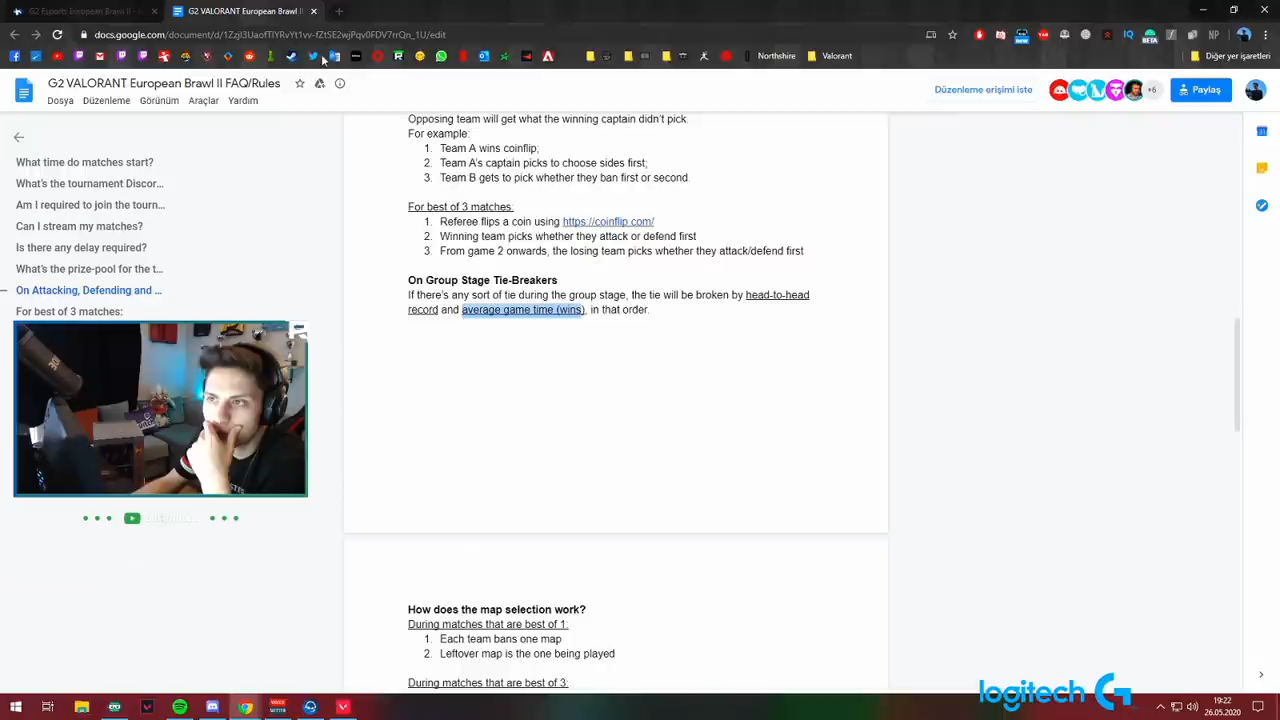 G2 Esports European Brawl II -
G2 VALORANT European Brawl II
docs.google.com/document/d/1ZzjI3UaofTIYRvYt1vv-fZtSE2wjPqv0FDV7rrQn_1U/edit
Northshire
Valorant
Diğer yer işaretleri
G2 VALORANT European Brawl II FAQ/Rules
Dosya Düzenleme Görünüm Araçlar Yardım
Düzenleme erişimi iste
+6
Paylaş
What time do matches start?
What's the tournament Discor...
Am I required to join the tourn...
Can I stream my matches?
Is there any delay required?
What's the prize-pool for the t...
On Attacking, Defending and ...
For best of 3 matches:
Opposing team will get what the winning captain didn't pick.
For example:
1. Team A wins coinflip;
2. Team A's captain picks to choose sides first;
3. Team B gets to pick whether they ban first or second.
For best of 3 matches:
1. Referee flips a coin using https://coinflip.com/
2. Winning team picks whether they attack or defend first
3. From game 2 onwards, the losing team picks whether they attack/defend first
On Group Stage Tie-Breakers
If there's any sort of tie during the group stage, the tie will be broken by head-to-head
record and average game time (wins), in that order.
How does the map selection work?
During matches that are best of 1:
1. Each team bans one map
2. Leftover map is the one being played
During matches that are best of 3:
logitech G
19:22
26.05.2020